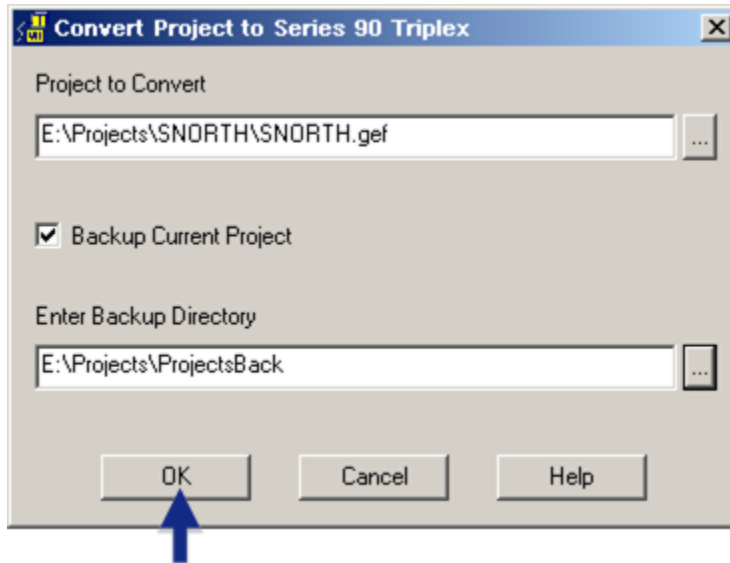 Convert Project to Series 90 Triplex
Project to Convert
E:\Projects\SNORTH\SNORTH.gef
...
Backup Current Project
Enter Backup Directory
E:\Projects\ProjectsBack
...
OK Cancel Help